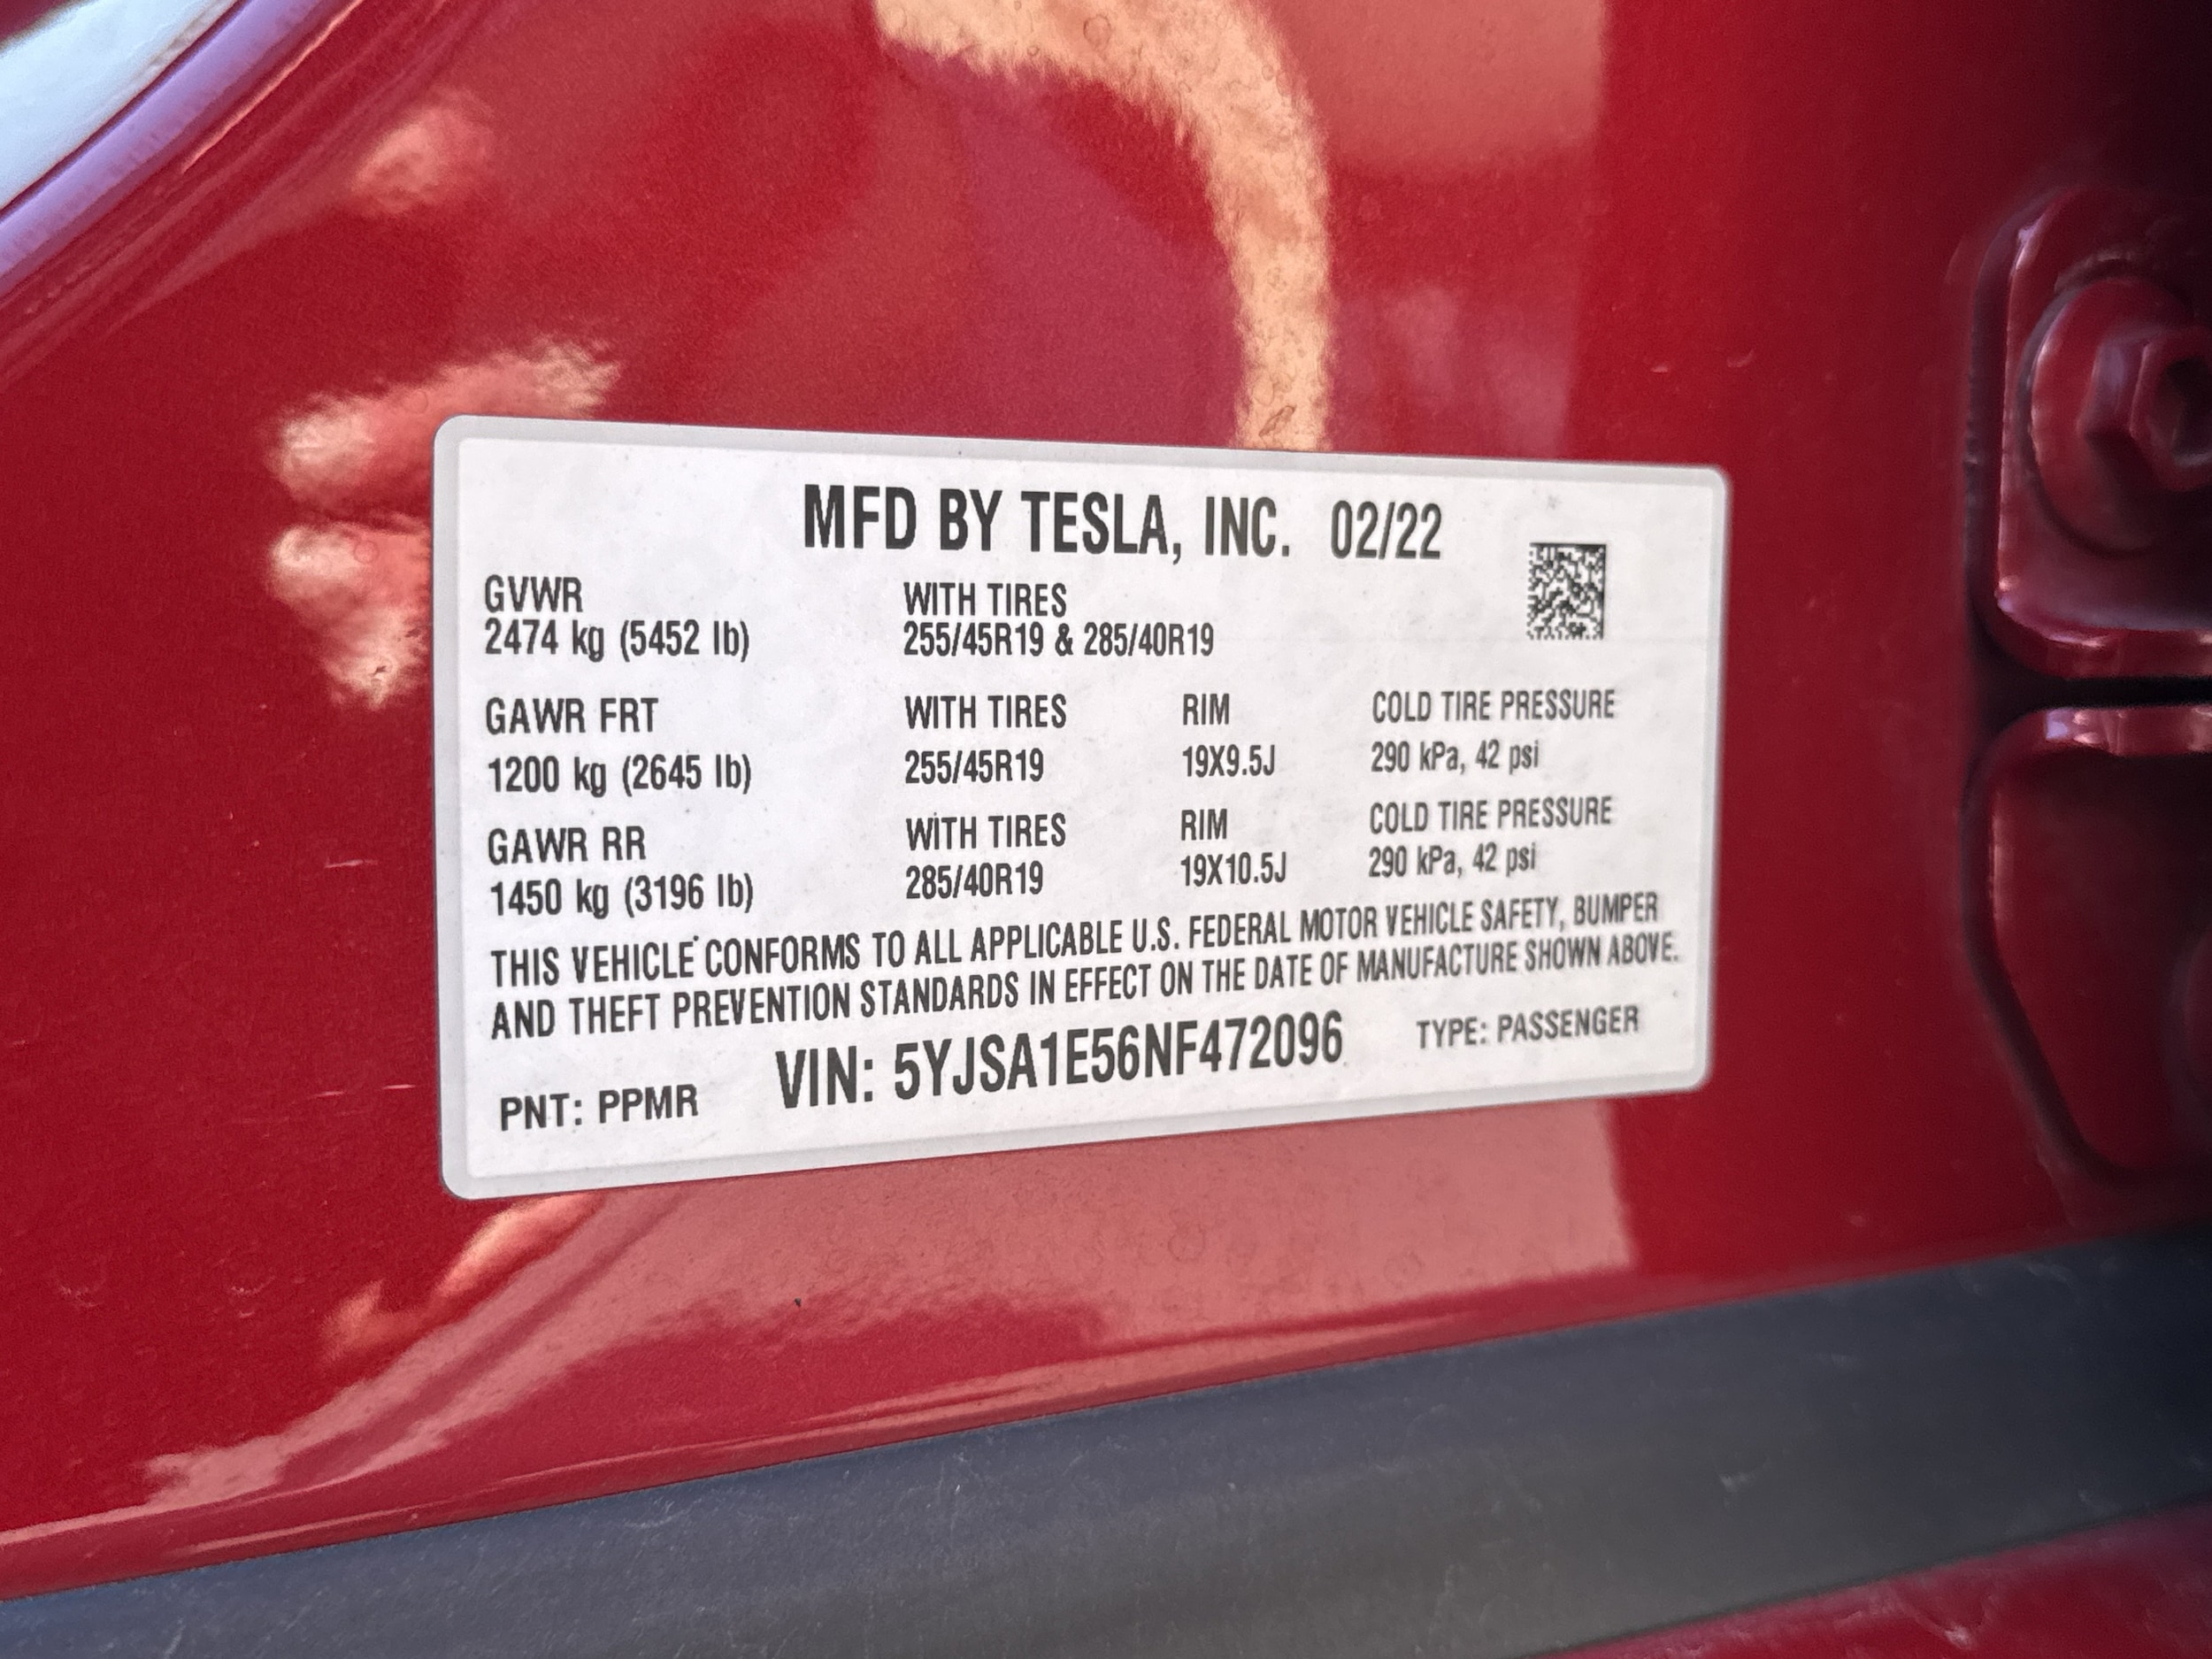 MFD BY TESLA, INC. 02/22
GVWR WITH TIRES
2474 kg (5452 lb) 255/45R19 & 285/40R19
GAWR FRT WITH TIRES RIM COLD TIRE PRESSURE
1200 kg (2645 lb) 255/45R19 19X9.5J 290 kPa, 42 psi
GAWR RR WITH TIRES RIM COLD TIRE PRESSURE
1450 kg (3196 lb) 285/40R19 19X10.5J 290 kPa, 42 psi
THIS VEHICLE CONFORMS TO ALL APPLICABLE U.S. FEDERAL MOTOR VEHICLE SAFETY, BUMPER
AND THEFT PREVENTION STANDARDS IN EFFECT ON THE DATE OF MANUFACTURE SHOWN ABOVE.
PNT: PPMR VIN: 5YJSA1E56NF472096 TYPE: PASSENGER